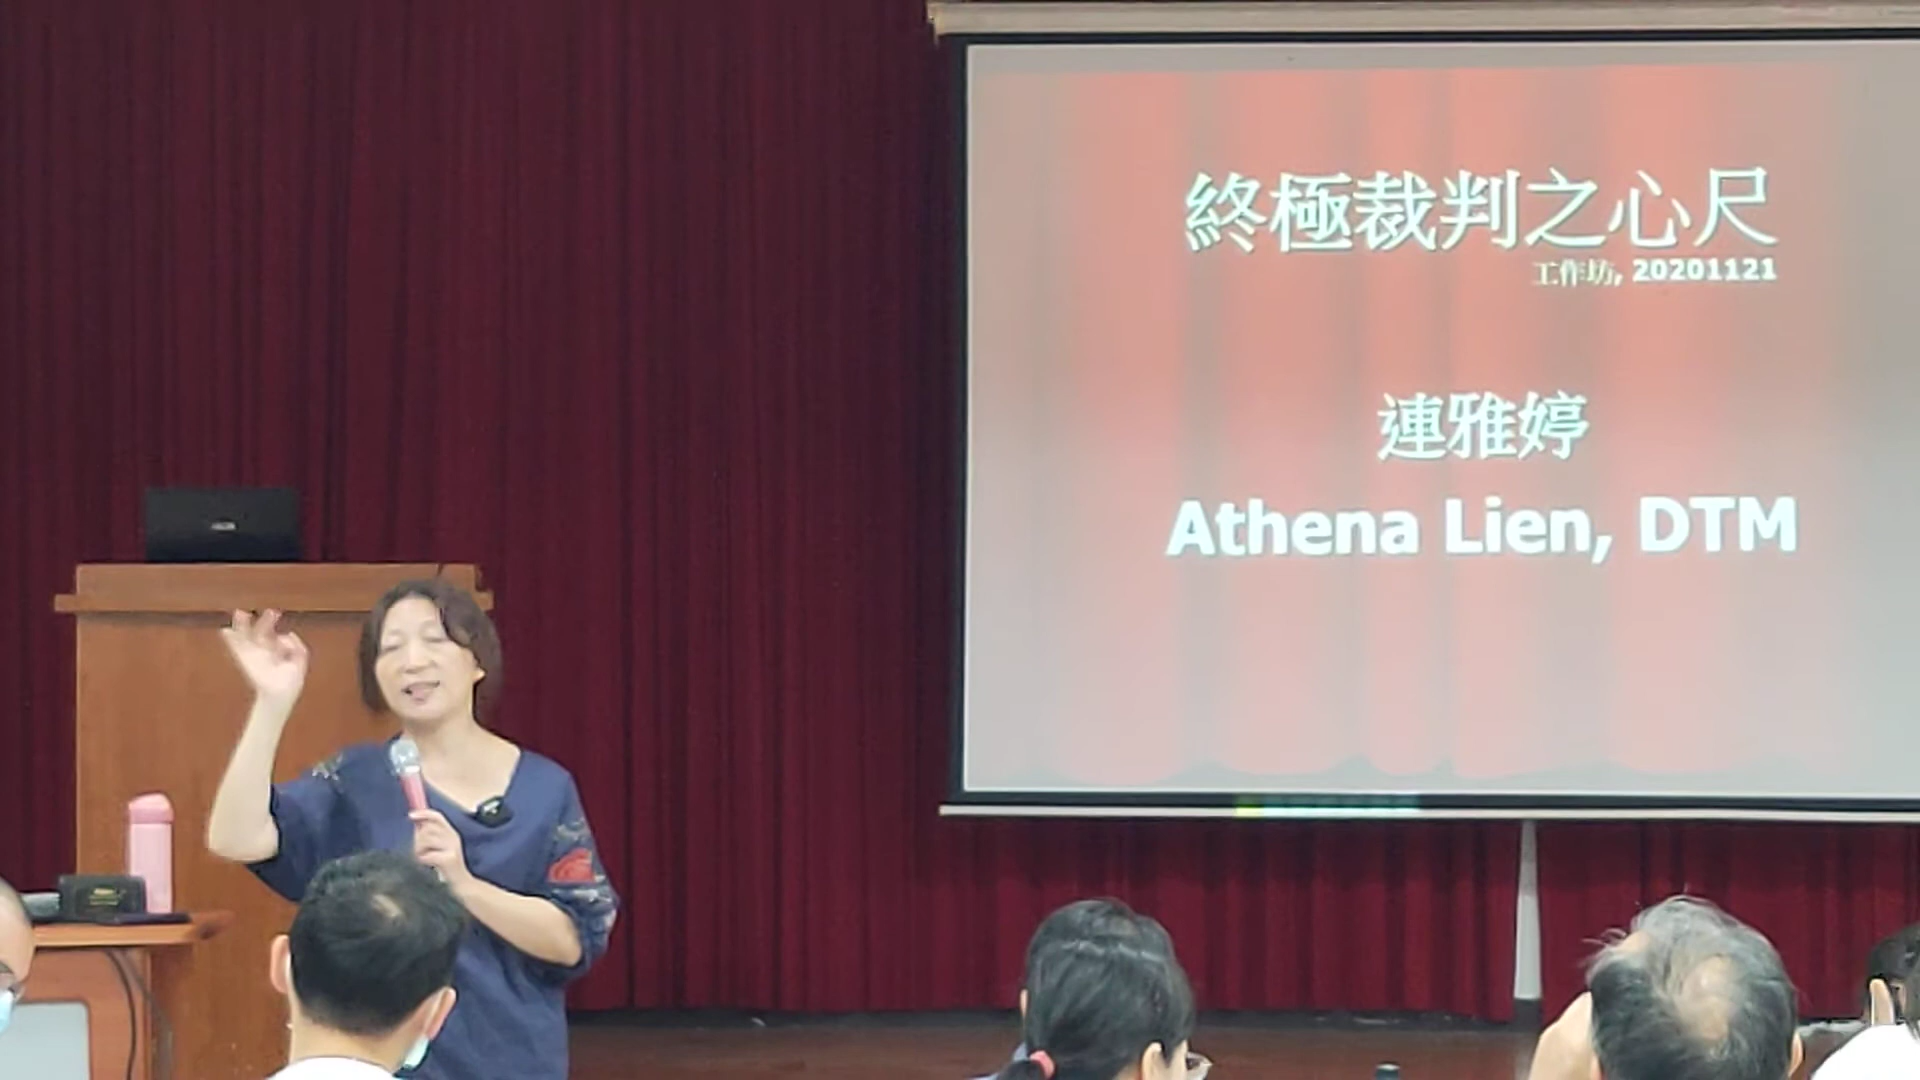 終極裁判之心尺
工作坊, 20201121
連雅婷
Athena Lien, DTM